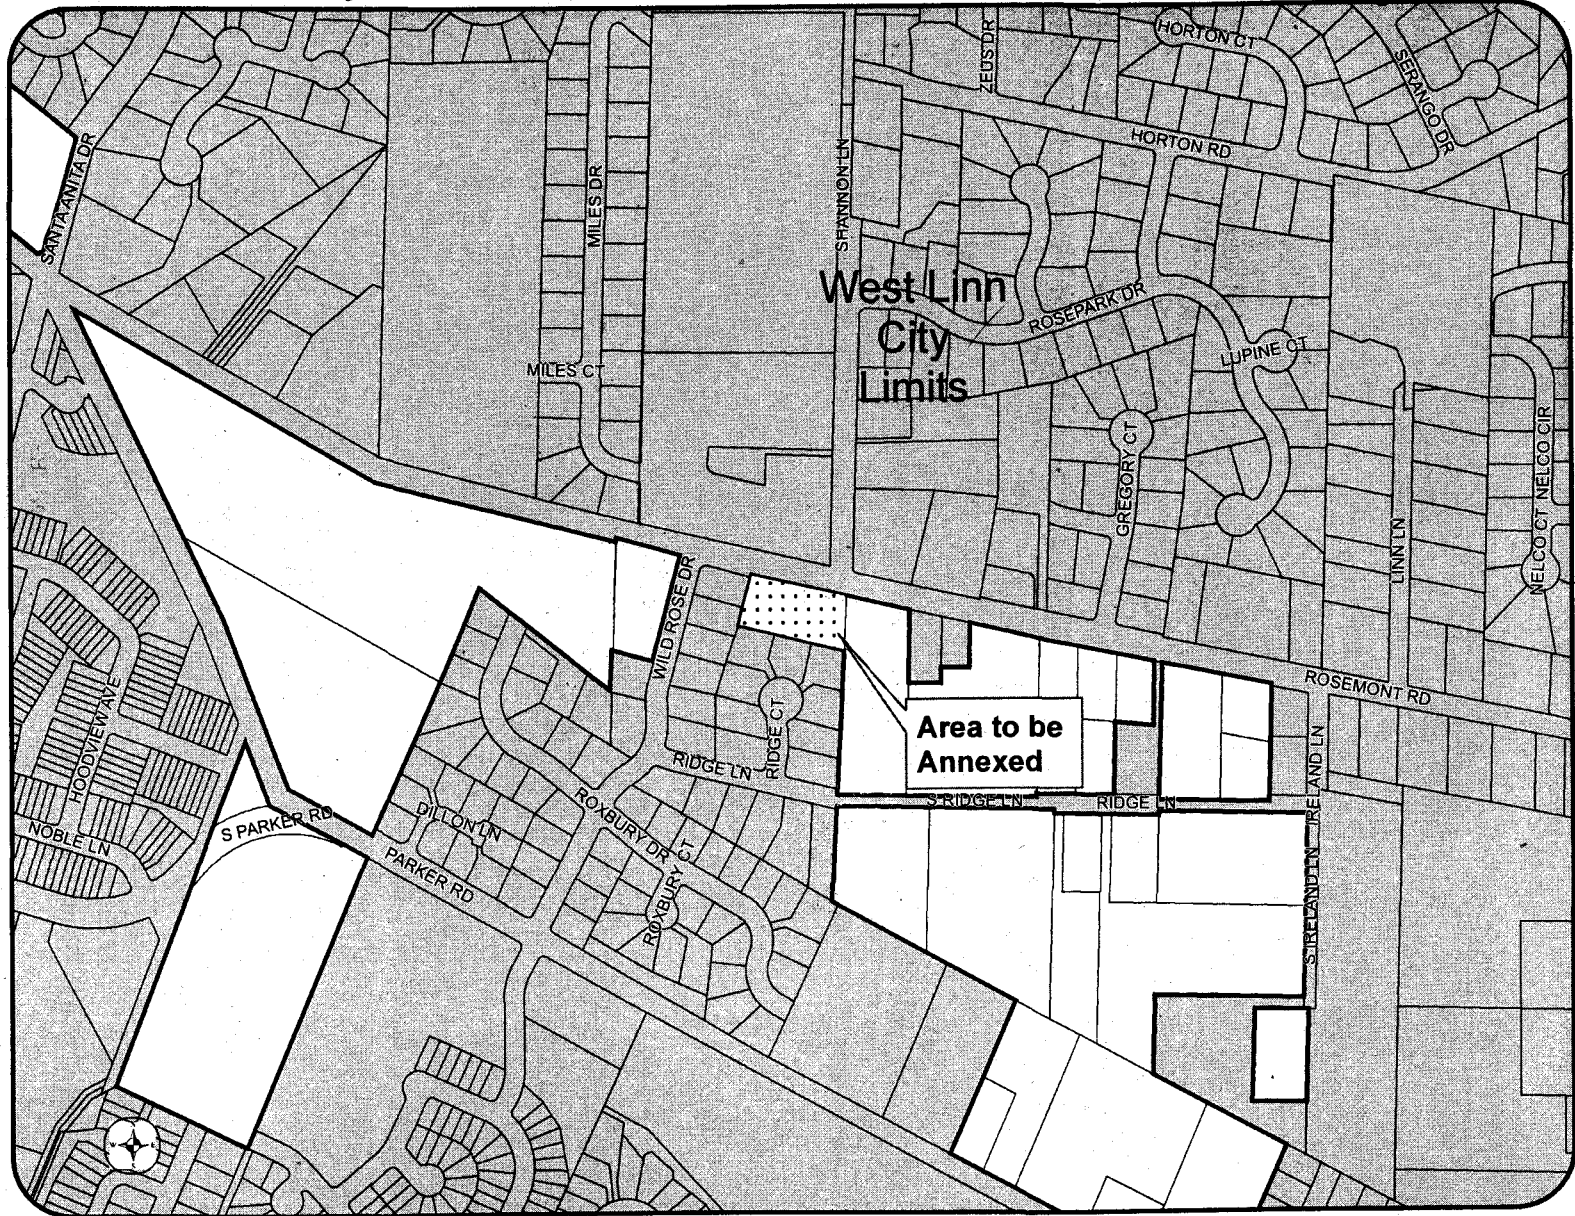 HORTON CT
ZEUS DR
SERANGO DR
HORTON RD
SANTA ANITA DR
MILES DR
SHANNON LN
West Linn
City
Limits
ROSEPARK DR
LUPINE CT
MILES CT
GREGORY CT
NELCO CIR
NELCO CT
LINN LN
WILD ROSE DR
ROSEMONT RD
Area to be
Annexed
HOODVIEW AVE
RIDGE CT
RIDGE LN
S RIDGE LN
RIDGE LN
IRELAND LN
S IRELAND LN
ROXBURY DR
DILLON LN
S PARKER RD
NOBLE LN
PARKER RD
ROXBURY CT